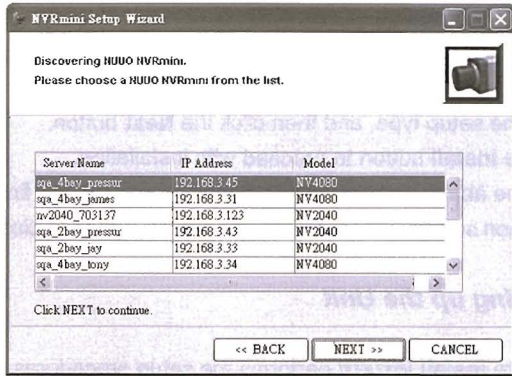 NVRmini Setup Wizard
Discovering NUUO NVRmini.
Please choose a NUUO NVRmini from the list.
Server Name IP Address Model
sqa_4bay_pressur 192.168.3.45 NV4080
sqa_4bay_james 192.168.3.31 NV4080
nv2040_703137 192.168.3.123 NV2040
sqa_2bay_pressur 192.168.3.43 NV2040
sqa_2bay_jay 192.168.3.33 NV2040
sqa_4bay_tony 192.168.3.34 NV4080
Click NEXT to continue.
<< BACK NEXT >> CANCEL